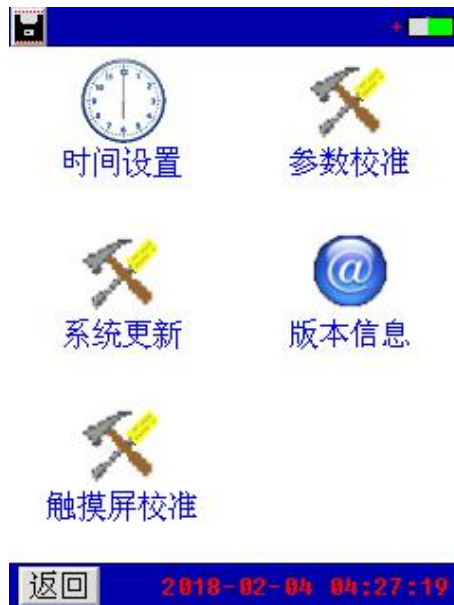 +
时间设置 参数校准
系统更新 版本信息
触摸屏校准
返回 2018-02-04 04:27:19